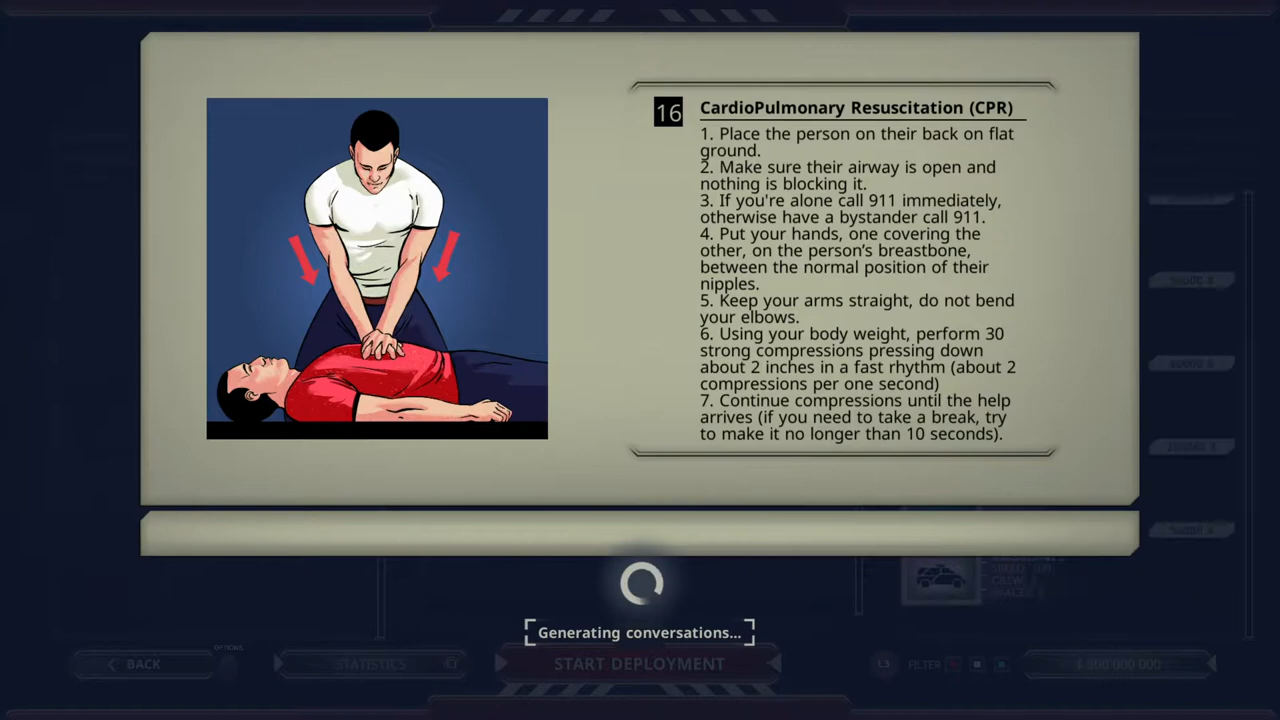 16
CardioPulmonary Resuscitation (CPR)
1. Place the person on their back on flat
ground.
2. Make sure their airway is open and
nothing is blocking it.
3. If you're alone call 911 immediately,
otherwise have a bystander call 911.
4. Put your hands, one covering the
other, on the person's breastbone,
between the normal position of their
nipples.
5. Keep your arms straight, do not bend
your elbows.
6. Using your body weight, perform 30
strong compressions pressing down
about 2 inches in a fast rhythm (about 2
compressions per one second)
7. Continue compressions until the help
arrives (if you need to take a break, try
to make it no longer than 10 seconds).
Generating conversations...
OPTIONS
BACK
STATISTICS
START DEPLOYMENT
L3 FILTER
$ 900 000 000